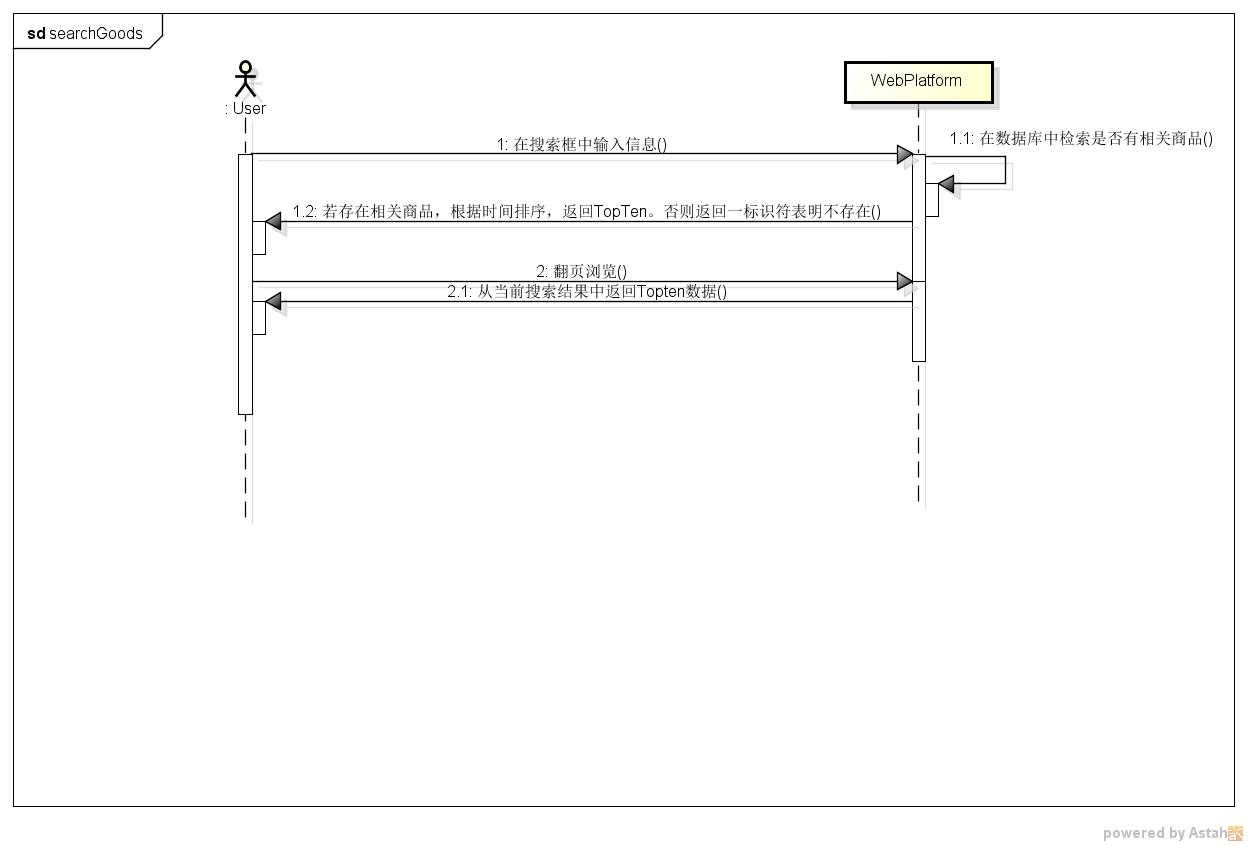 sd searchGoods
: User
WebPlatform
1: 在搜索框中输入信息()
1.1: 在数据库中检索是否有相关商品()
1.2: 若存在相关商品，根据时间排序，返回TopTen。否则返回一标识符表明不存在()
2: 翻页浏览()
2.1: 从当前搜索结果中返回Topten数据()
powered by Astah